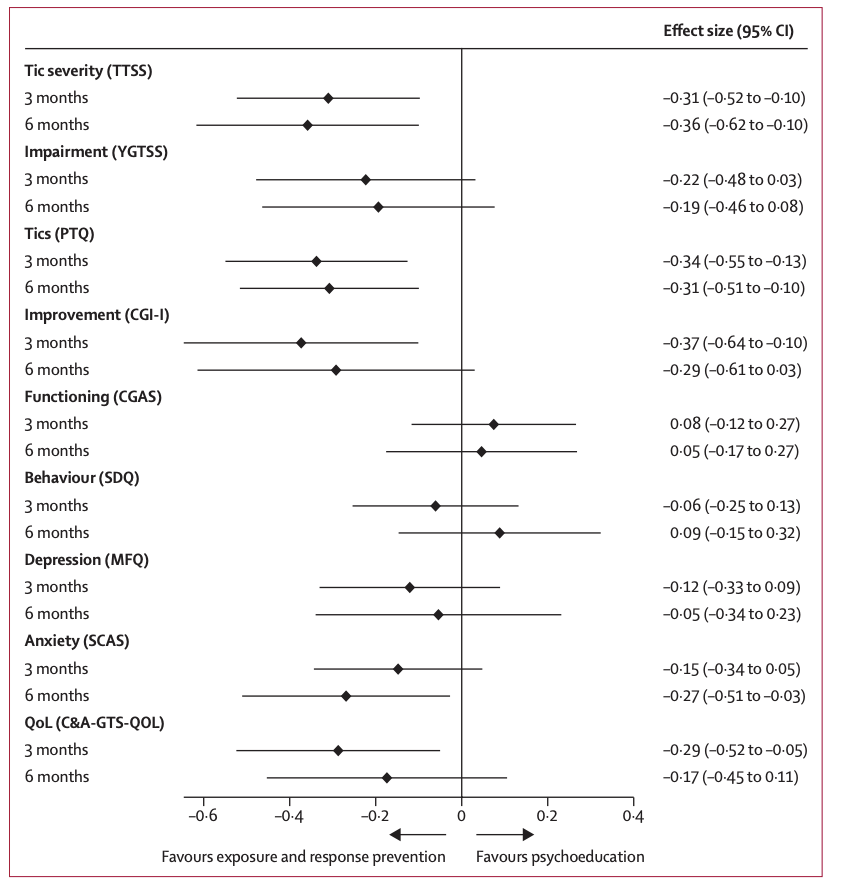 Effect size (95% CI)
Tic severity (TTSS)
3 months –0·31 (–0·52 to –0·10)
6 months –0·36 (–0·62 to –0·10)
Impairment (YGTSS)
3 months –0·22 (–0·48 to 0·03)
6 months –0·19 (–0·46 to 0·08)
Tics (PTQ)
3 months –0·34 (–0·55 to –0·13)
6 months –0·31 (–0·51 to –0·10)
Improvement (CGI-I)
3 months –0·37 (–0·64 to –0·10)
6 months –0·29 (–0·61 to 0·03)
Functioning (CGAS)
3 months 0·08 (–0·12 to 0·27)
6 months 0·05 (–0·17 to 0·27)
Behaviour (SDQ)
3 months –0·06 (–0·25 to 0·13)
6 months 0·09 (–0·15 to 0·32)
Depression (MFQ)
3 months –0·12 (–0·33 to 0·09)
6 months –0·05 (–0·34 to 0·23)
Anxiety (SCAS)
3 months –0·15 (–0·34 to 0·05)
6 months –0·27 (–0·51 to –0·03)
QoL (C&A-GTS-QOL)
3 months –0·29 (–0·52 to –0·05)
6 months –0·17 (–0·45 to 0·11)
–0·6 –0·4 –0·2 0 0·2 0·4
Favours exposure and response prevention Favours psychoeducation